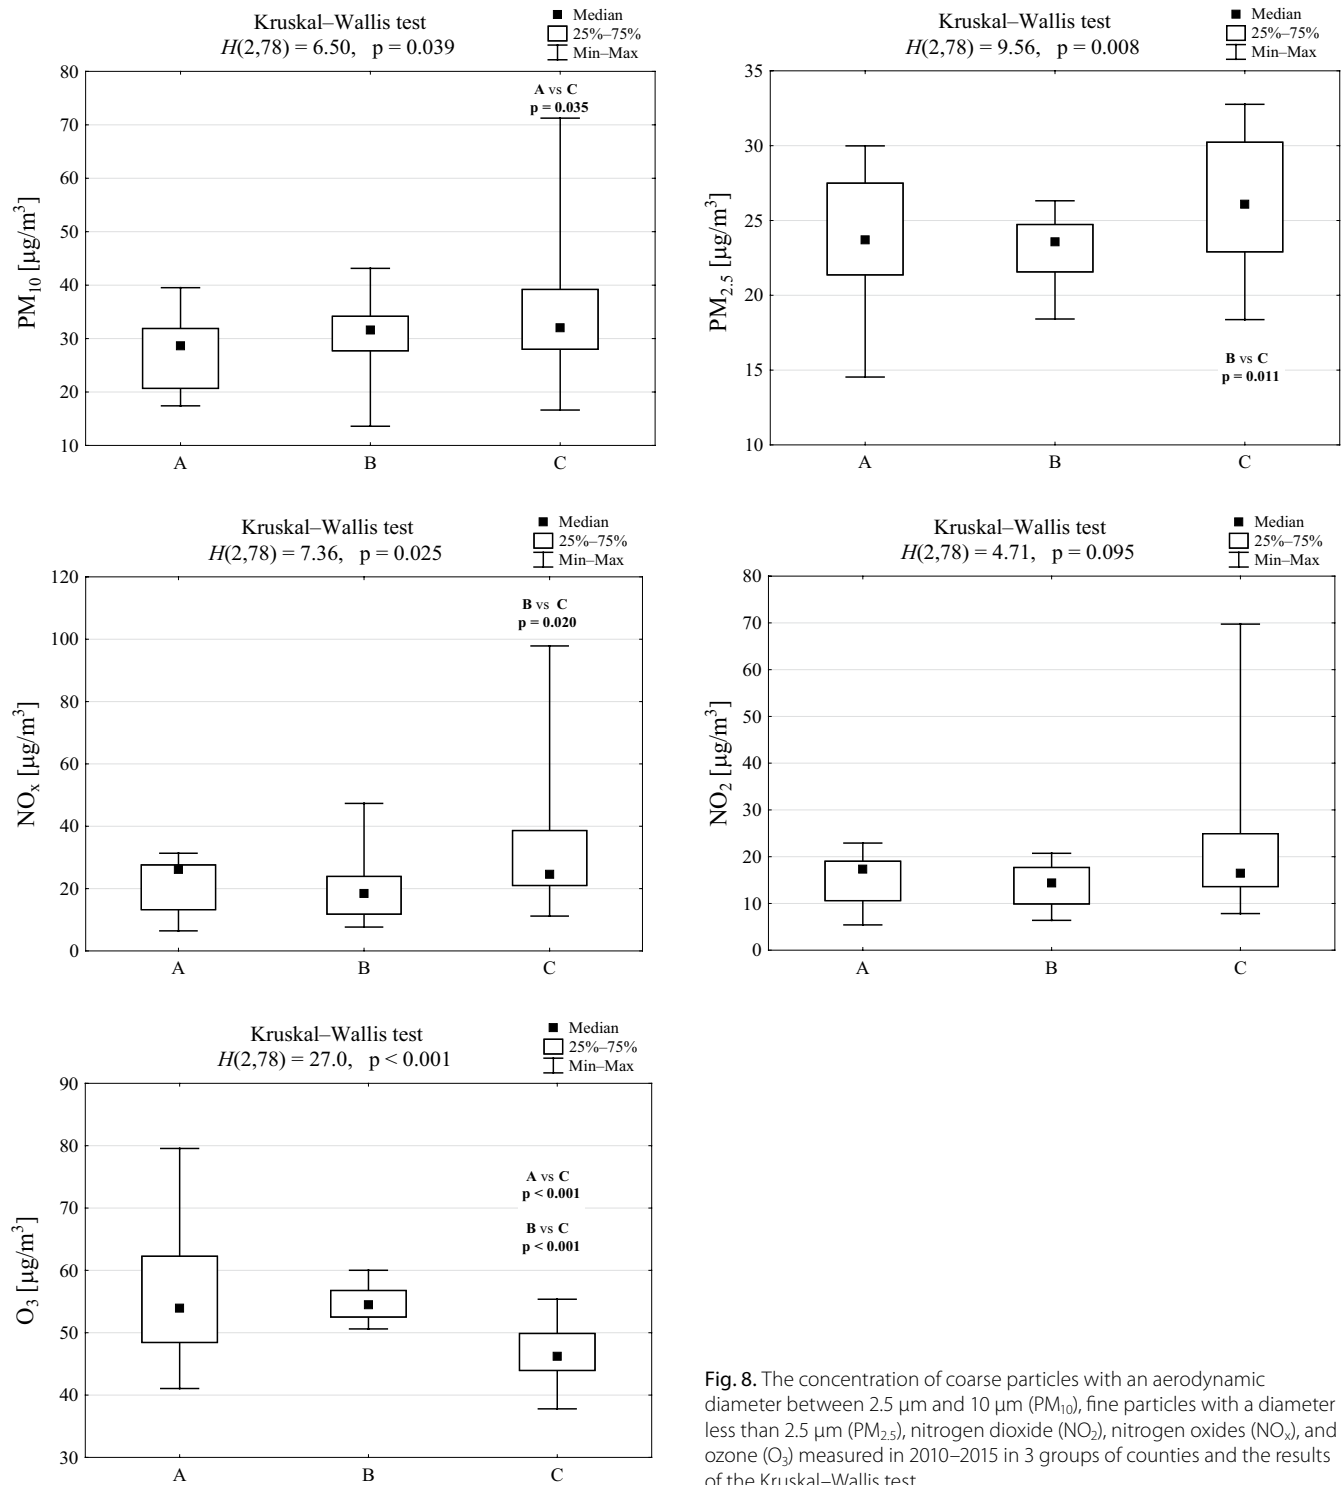 Kruskal–Wallis test
H(2,78) = 6.50, p = 0.039
Median
25%–75%
Min–Max
PM10 [µg/m³]
80
70
60
50
40
30
20
10
A vs C
p = 0.035
A B C
Kruskal–Wallis test
H(2,78) = 9.56, p = 0.008
Median
25%–75%
Min–Max
PM2.5 [µg/m³]
35
30
25
20
15
10
B vs C
p = 0.011
A B C
Kruskal–Wallis test
H(2,78) = 7.36, p = 0.025
Median
25%–75%
Min–Max
NOx [µg/m³]
120
100
80
60
40
20
0
B vs C
p = 0.020
A B C
Kruskal–Wallis test
H(2,78) = 4.71, p = 0.095
Median
25%–75%
Min–Max
NO2 [µg/m³]
80
70
60
50
40
30
20
10
0
A B C
Kruskal–Wallis test
H(2,78) = 27.0, p < 0.001
Median
25%–75%
Min–Max
O3 [µg/m³]
90
80
70
60
50
40
30
A vs C
p < 0.001
B vs C
p < 0.001
A B C
Fig. 8. The concentration of coarse particles with an aerodynamic
diameter between 2.5 µm and 10 µm (PM10), fine particles with a diameter
less than 2.5 µm (PM2.5), nitrogen dioxide (NO2), nitrogen oxides (NOx), and
ozone (O3) measured in 2010–2015 in 3 groups of counties and the results
of the Kruskal–Wallis test